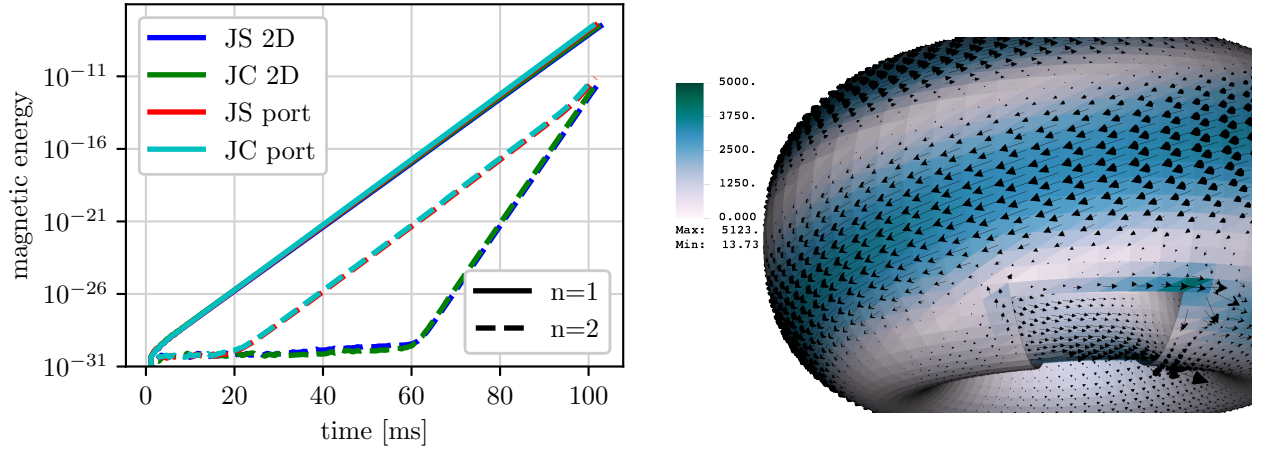 JS 2D
JC 2D
JS port
JC port
n=1
n=2
magnetic energy
10⁻¹¹
10⁻¹⁶
10⁻²¹
10⁻²⁶
10⁻³¹
0 20 40 60 80 100
time [ms]
5000.
3750.
2500.
1250.
0.000
Max: 5123.
Min: 13.73